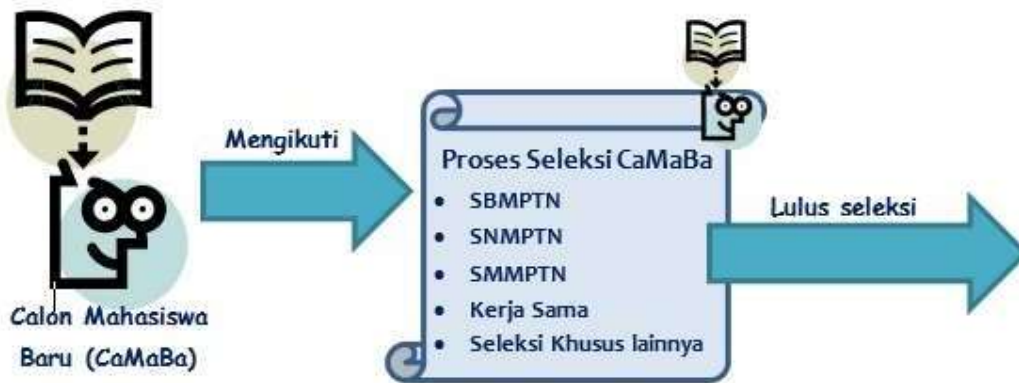 Calon Mahasiswa
Baru (CaMaBa)
Mengikuti
Proses Seleksi CaMaBa
• SBMPTN
• SNMPTN
• SMMPTN
• Kerja Sama
• Seleksi Khusus lainnya
Lulus seleksi